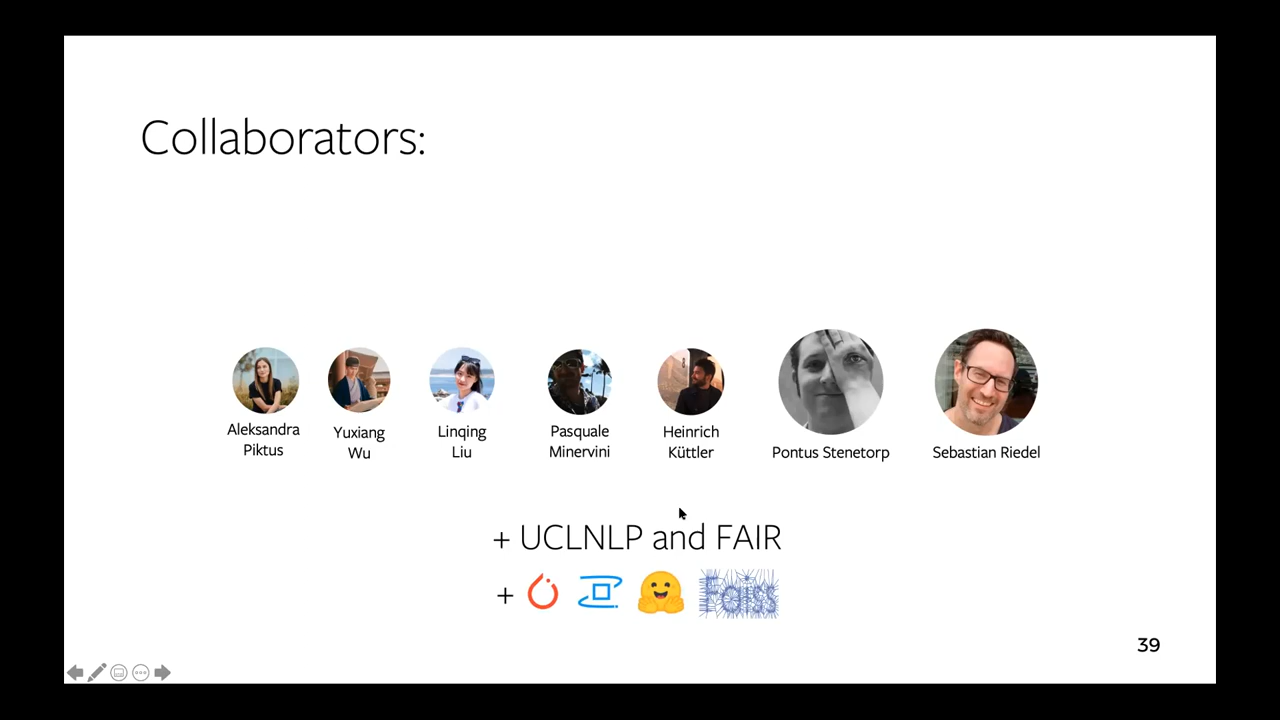 Collaborators:
Aleksandra
Piktus
Yuxiang
Wu
Linqing
Liu
Pasquale
Minervini
Heinrich
Küttler
Pontus Stenetorp
Sebastian Riedel
+ UCLNLP and FAIR
+ Faiss
39